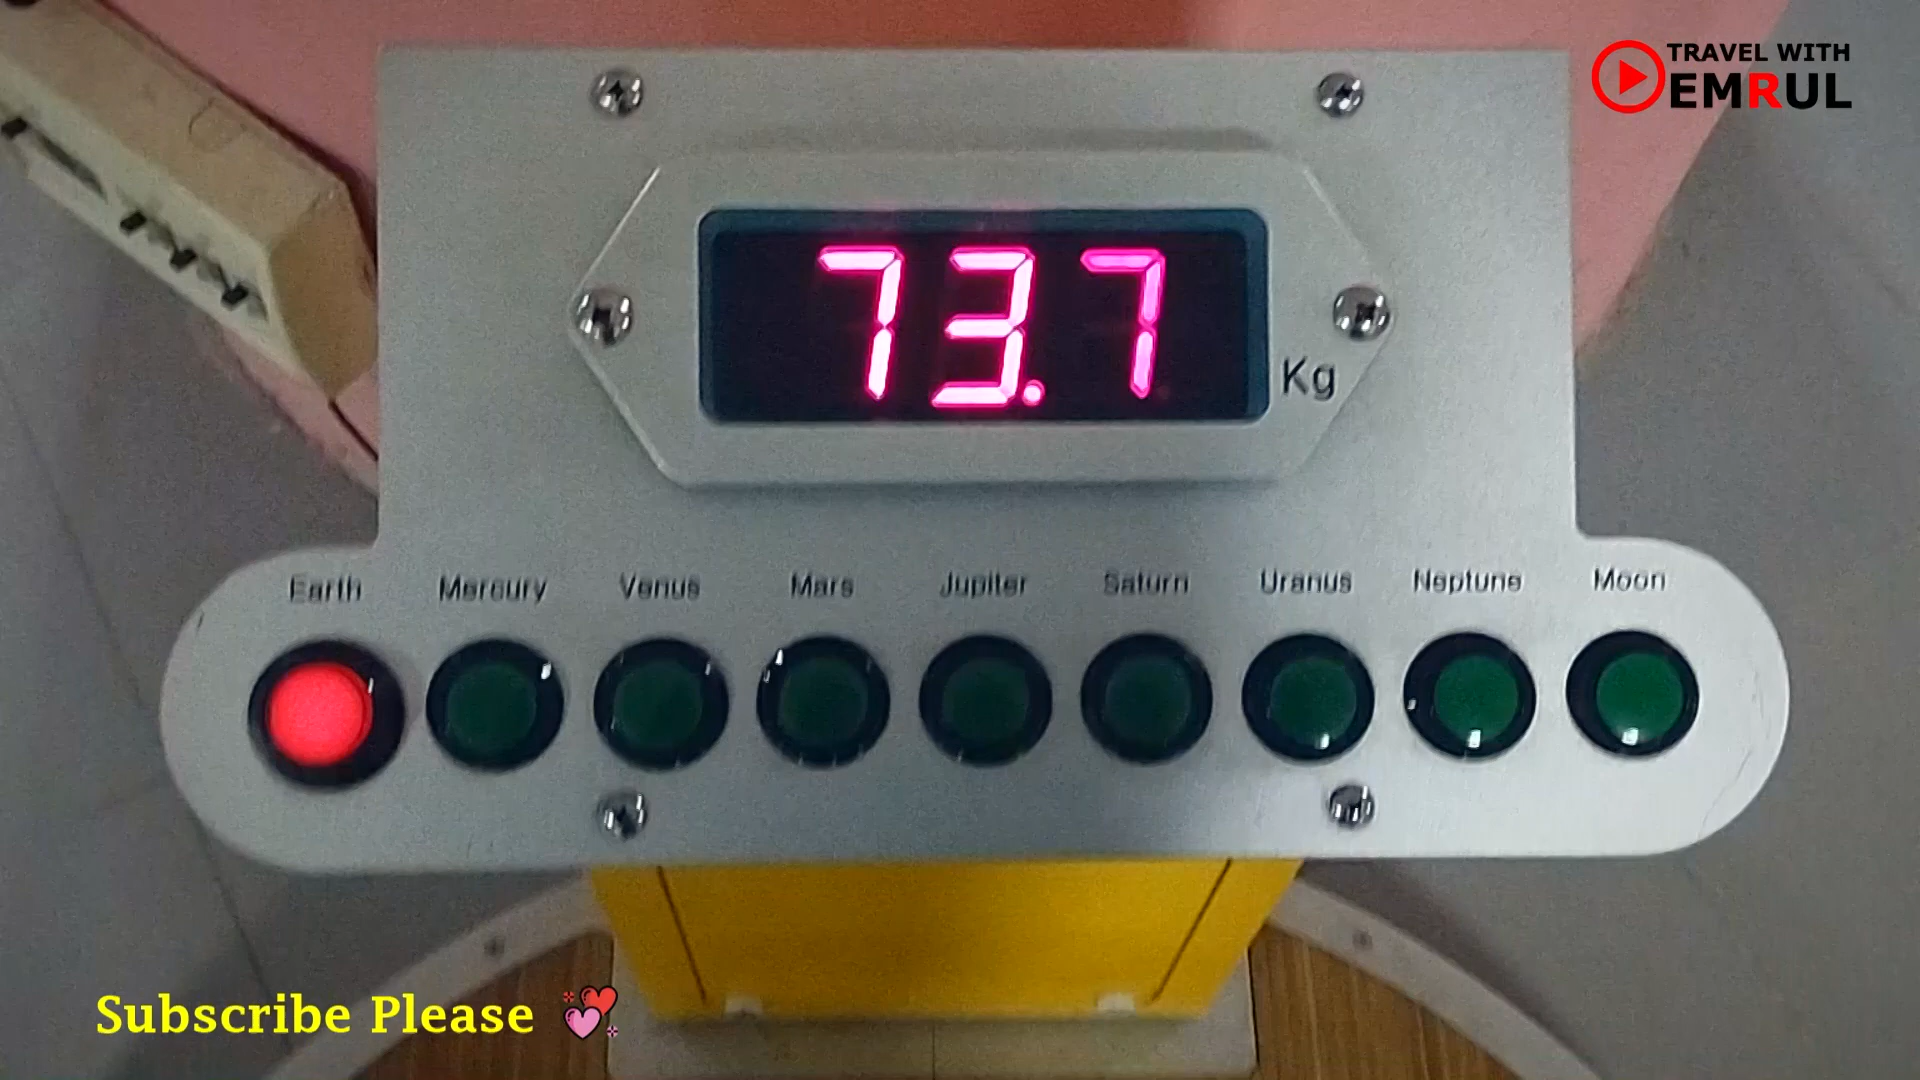 TRAVEL WITH
EMRUL
73.7
Kg
Earth Mercury Venus Mars Jupiter Saturn Uranus Neptune Moon
Subscribe Please